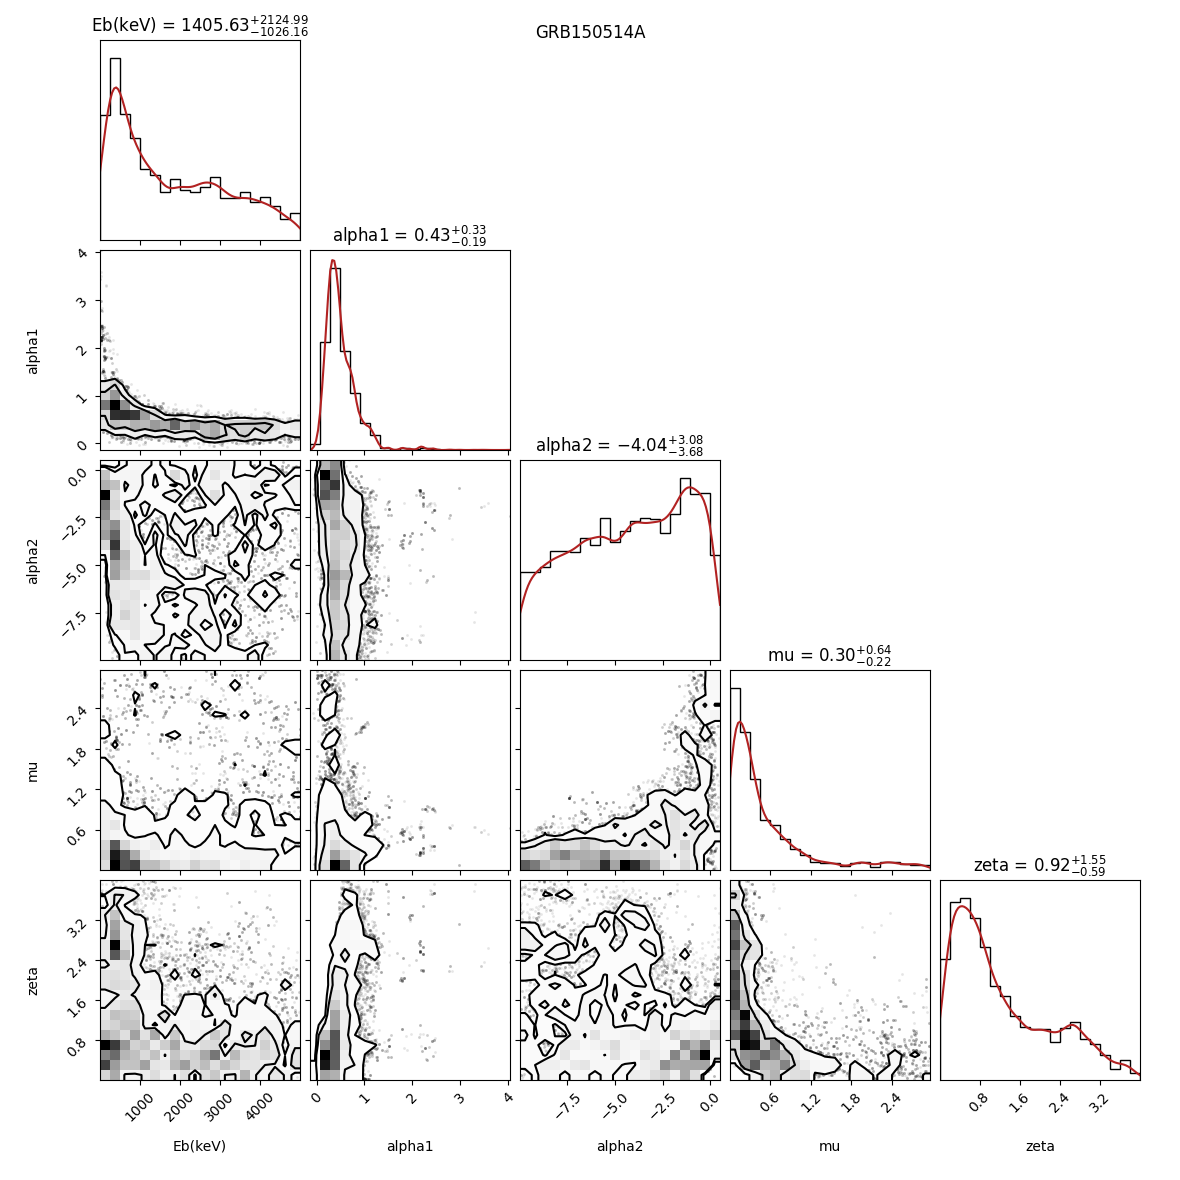 GRB150514A
Eb(keV) = 1405.63+2124.99−1026.16
alpha1 = 0.43+0.33−0.19
4
3
2
1
0
alpha1
alpha2 = −4.04+3.08−3.68
0.0
−2.5
−5.0
−7.5
alpha2
mu = 0.30+0.64−0.22
2.4
1.8
1.2
0.6
mu
zeta = 0.92+1.55−0.59
3.2
2.4
1.6
0.8
zeta
1000 2000 3000 4000
0 1 2 3 4
−7.5 −5.0 −2.5 0.0
0.6 1.2 1.8 2.4
0.8 1.6 2.4 3.2
Eb(keV) alpha1 alpha2 mu zeta